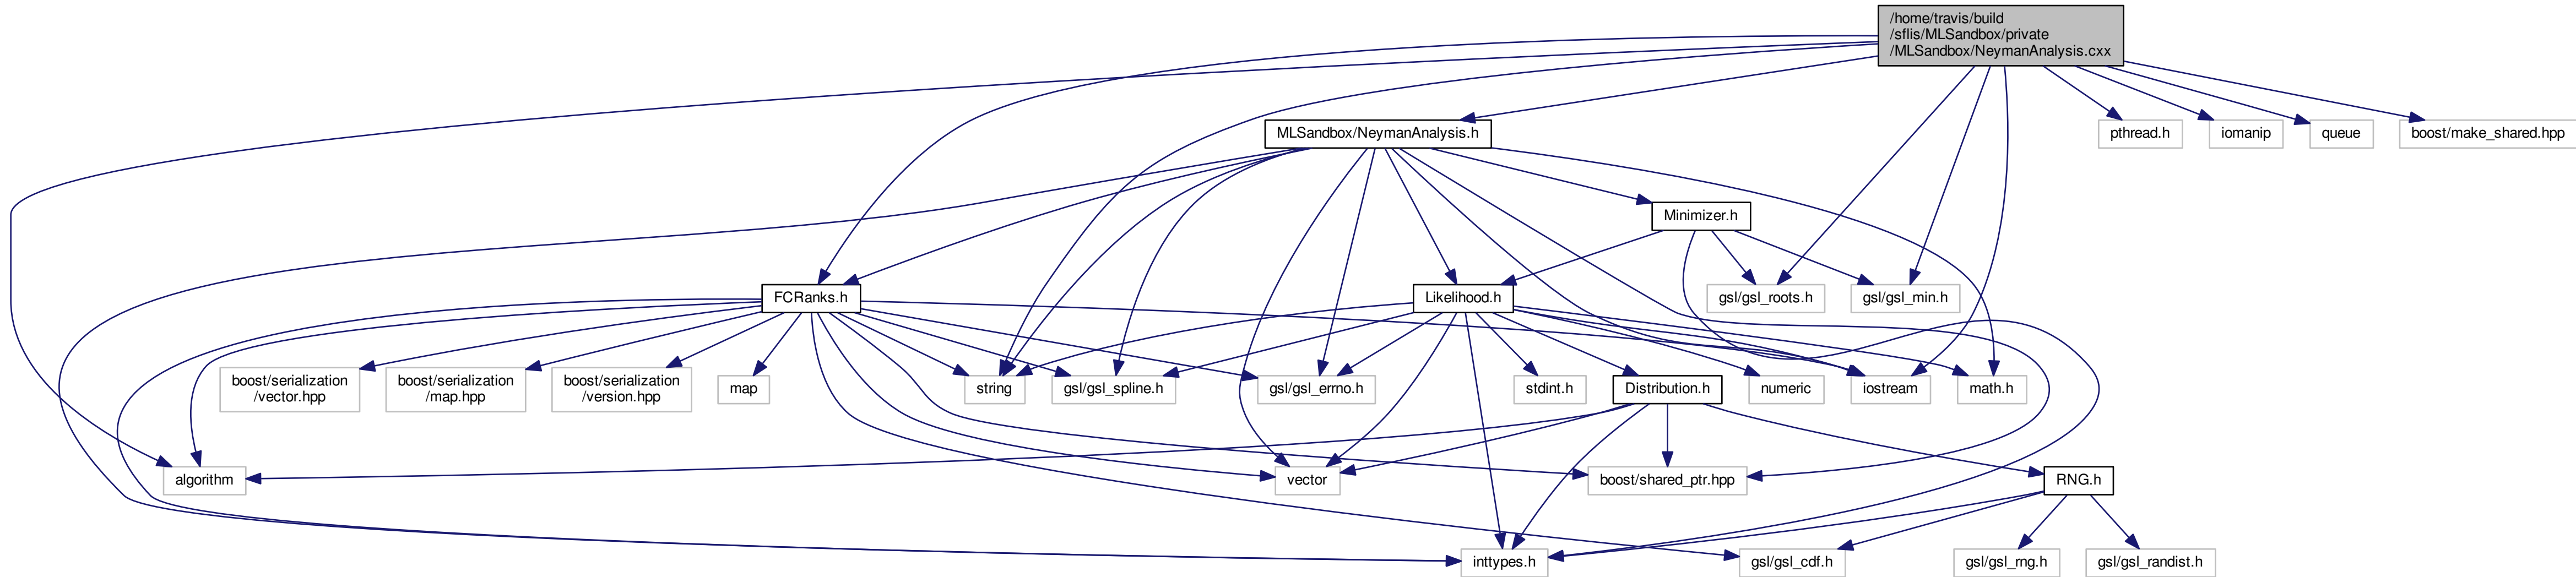 /home/travis/build
/sflis/MLSandbox/private
/MLSandbox/NeymanAnalysis.cxx
MLSandbox/NeymanAnalysis.h
pthread.h
iomanip
queue
boost/make_shared.hpp
Minimizer.h
FCRanks.h
Likelihood.h
gsl/gsl_roots.h
gsl/gsl_min.h
boost/serialization
/vector.hpp
boost/serialization
/map.hpp
boost/serialization
/version.hpp
map
string
gsl/gsl_spline.h
gsl/gsl_errno.h
stdint.h
Distribution.h
numeric
iostream
math.h
algorithm
vector
boost/shared_ptr.hpp
RNG.h
inttypes.h
gsl/gsl_cdf.h
gsl/gsl_rng.h
gsl/gsl_randist.h